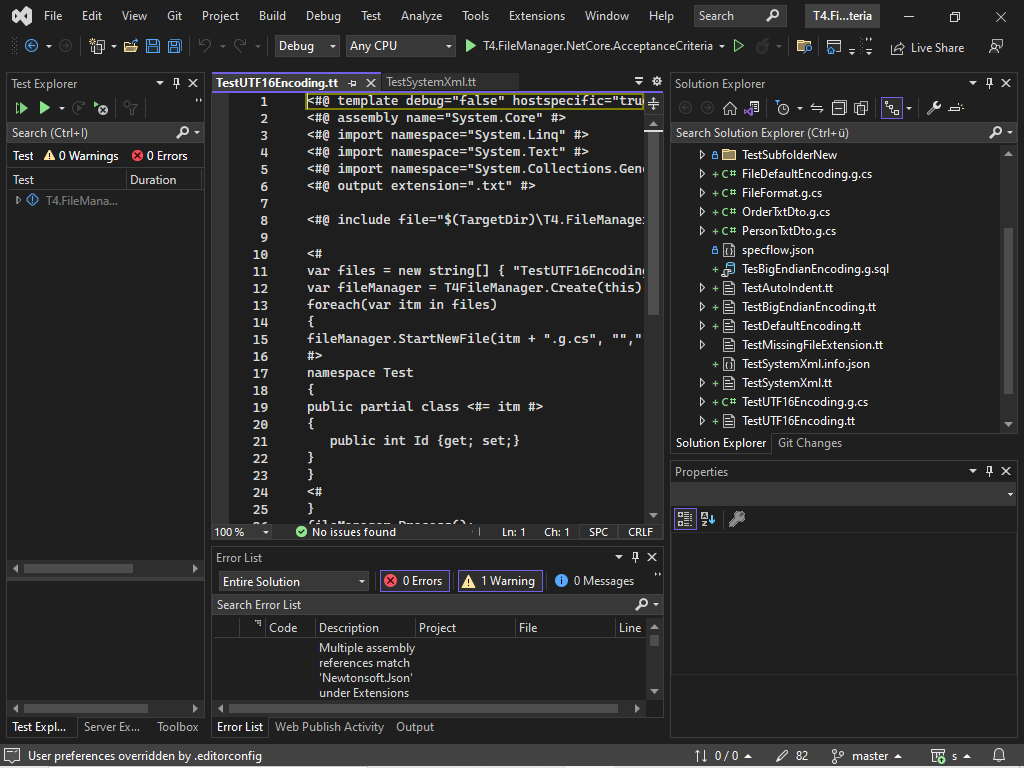 File Edit View Git Project Build Debug Test Analyze Tools Extensions Window Help Search T4.Fi...teria
Debug Any CPU T4.FileManager.NetCore.AcceptanceCriteria Live Share
Test Explorer
Search (Ctrl+I)
Test 0 Warnings 0 Errors
Test Duration
T4.FileMana...
Test Expl... Server Ex... Toolbox
TestUTF16Encoding.tt TestSystemXml.tt
1 <#@ template debug="false" hostspecific="tru
2 <#@ assembly name="System.Core" #>
3 <#@ import namespace="System.Linq" #>
4 <#@ import namespace="System.Text" #>
5 <#@ import namespace="System.Collections.Gene
6 <#@ output extension=".txt" #>
7
8 <#@ include file="$(TargetDir)\T4.FileManager
9
10 <#
11 var files = new string[] { "TestUTF16Encoding
12 var fileManager = T4FileManager.Create(this)
13 foreach(var itm in files)
14 {
15 fileManager.StartNewFile(itm + ".g.cs", "","
16 #>
17 namespace Test
18 {
19 public partial class <#= itm #>
20 {
21 public int Id {get; set;}
22 }
23 }
24 <#
25 }
26 fileManager.Process();
100 % No issues found Ln: 1 Ch: 1 SPC CRLF
Error List
Entire Solution 0 Errors 1 Warning 0 Messages
Search Error List
Code Description Project File Line
Multiple assembly
references match
'Newtonsoft.Json'
under Extensions
Error List Web Publish Activity Output
Solution Explorer
Search Solution Explorer (Ctrl+ü)
TestSubfolderNew
C# FileDefaultEncoding.g.cs
C# FileFormat.g.cs
C# OrderTxtDto.g.cs
C# PersonTxtDto.g.cs
specflow.json
TesBigEndianEncoding.g.sql
TestAutoIndent.tt
TestBigEndianEncoding.tt
TestDefaultEncoding.tt
TestMissingFileExtension.tt
TestSystemXml.info.json
TestSystemXml.tt
C# TestUTF16Encoding.g.cs
TestUTF16Encoding.tt
Solution Explorer Git Changes
Properties
User preferences overridden by .editorconfig 0 / 0 82 master s